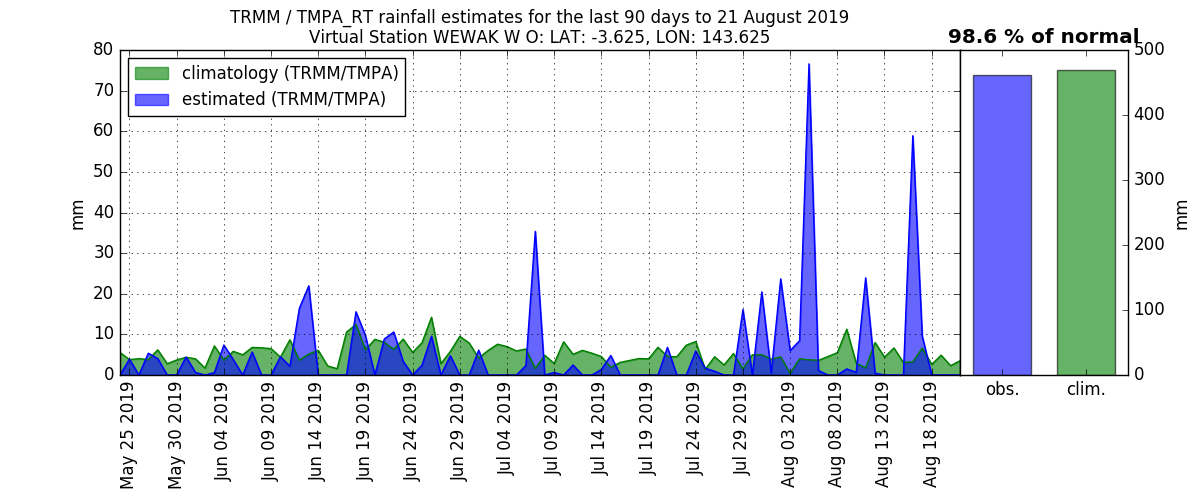 TRMM / TMPA_RT rainfall estimates for the last 90 days to 21 August 2019
Virtual Station WEWAK W O: LAT: -3.625, LON: 143.625
98.6 % of normal
climatology (TRMM/TMPA)
estimated (TRMM/TMPA)
80
70
60
50
40
30
20
10
0
mm
May 25 2019
May 30 2019
Jun 04 2019
Jun 09 2019
Jun 14 2019
Jun 19 2019
Jun 24 2019
Jun 29 2019
Jul 04 2019
Jul 09 2019
Jul 14 2019
Jul 19 2019
Jul 24 2019
Jul 29 2019
Aug 03 2019
Aug 08 2019
Aug 13 2019
Aug 18 2019
obs.
clim.
500
400
300
200
100
0
mm